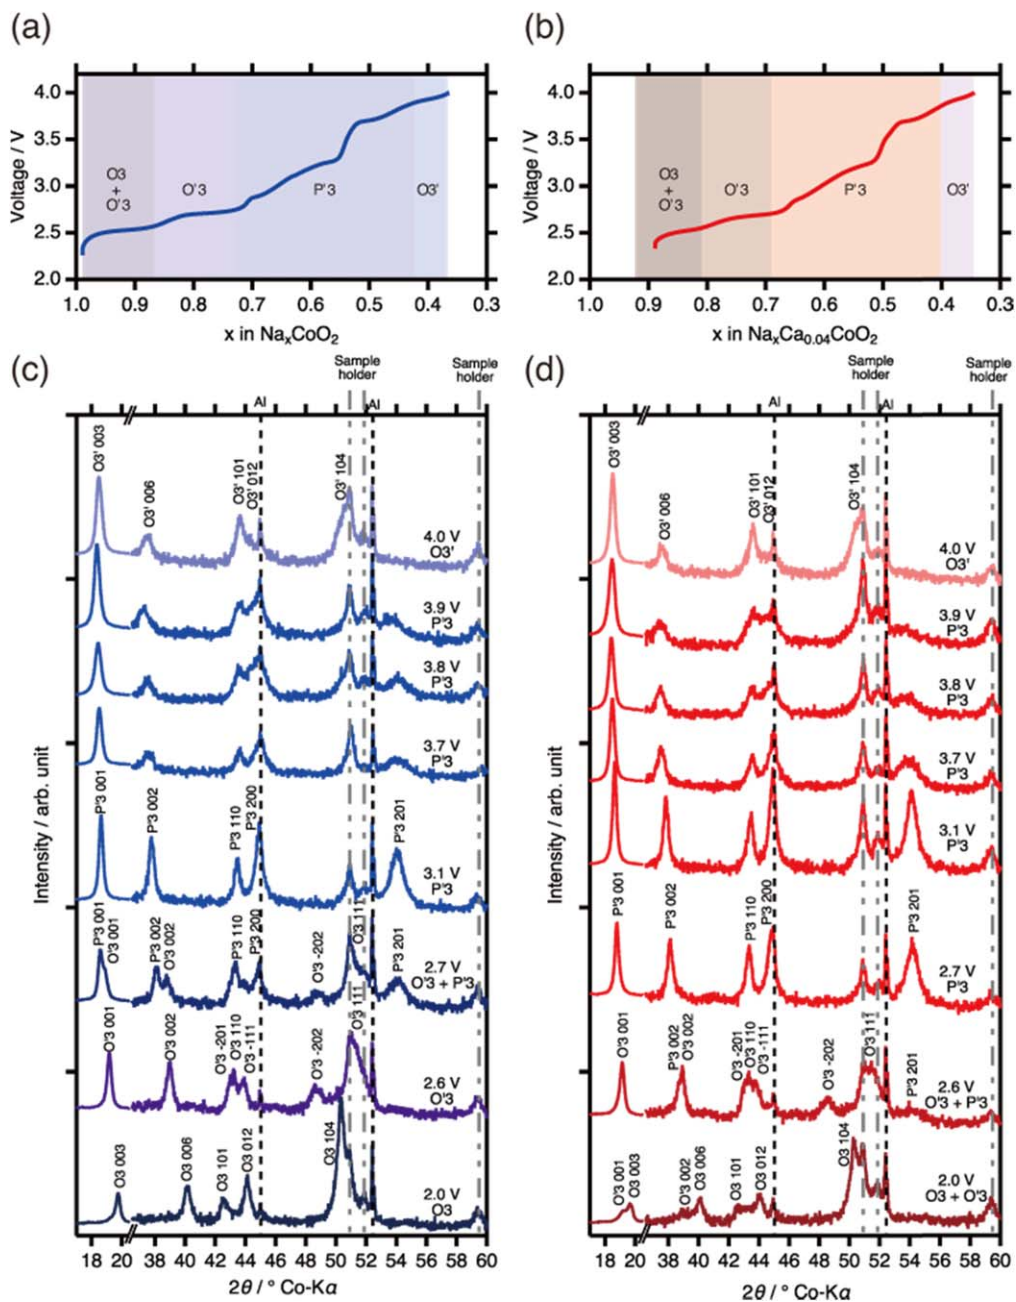 (a)
(b)
Voltage / V
4.0
3.5
3.0
2.5
2.0
O3
+
O'3
O'3
P'3
O3'
1.0 0.9 0.8 0.7 0.6 0.5 0.4 0.3
x in NaxCoO2
Voltage / V
4.0
3.5
3.0
2.5
2.0
O3
+
O'3
O'3
P'3
O3'
1.0 0.9 0.8 0.7 0.6 0.5 0.4 0.3
x in NaxCa0.04CoO2
(c)
Sample
holder
Sample
holder
Al
Al
Intensity / arb. unit
O3' 003
O3' 006
O3' 101
O3' 012
O3' 104
4.0 V
O3'
3.9 V
P'3
3.8 V
P'3
3.7 V
P'3
P'3 001
P'3 002
P'3 110
P'3 200
P'3 201
3.1 V
P'3
P'3 001
O'3 001
P'3 002
O'3 002
P'3 110
P'3 200
O'3 -202
O'3 111
P'3 201
2.7 V
O'3 + P'3
O'3 001
O'3 002
O'3 -201
O'3 110
O'3 -111
O'3 -202
O'3 111
2.6 V
O'3
O3 003
O3 006
O3 101
O3 012
O3 104
2.0 V
O3
18 20 36 40 44 48 52 56 60
18 20 38 40 42 44 46 48 50 52 54 56 58 60
2θ / ° Co-Kα
(d)
Sample
holder
Sample
holder
Al
Al
Intensity / arb. unit
O3' 003
O3' 006
O3' 101
O3' 012
O3' 104
4.0 V
O3'
3.9 V
P'3
3.8 V
P'3
3.7 V
P'3
3.1 V
P'3
P'3 001
P'3 002
P'3 110
P'3 200
P'3 201
2.7 V
P'3
O'3 001
P'3 002
O'3 002
O'3 -201
O'3 110
O'3 -111
O'3 -202
O'3 111
P'3 201
2.6 V
O'3 + P'3
O'3 001
O3 003
O'3 002
O3 006
O3 101
O3 012
O3 104
2.0 V
O3 + O'3
18 20 38 40 42 44 46 48 50 52 54 56 58 60
2θ / ° Co-Kα